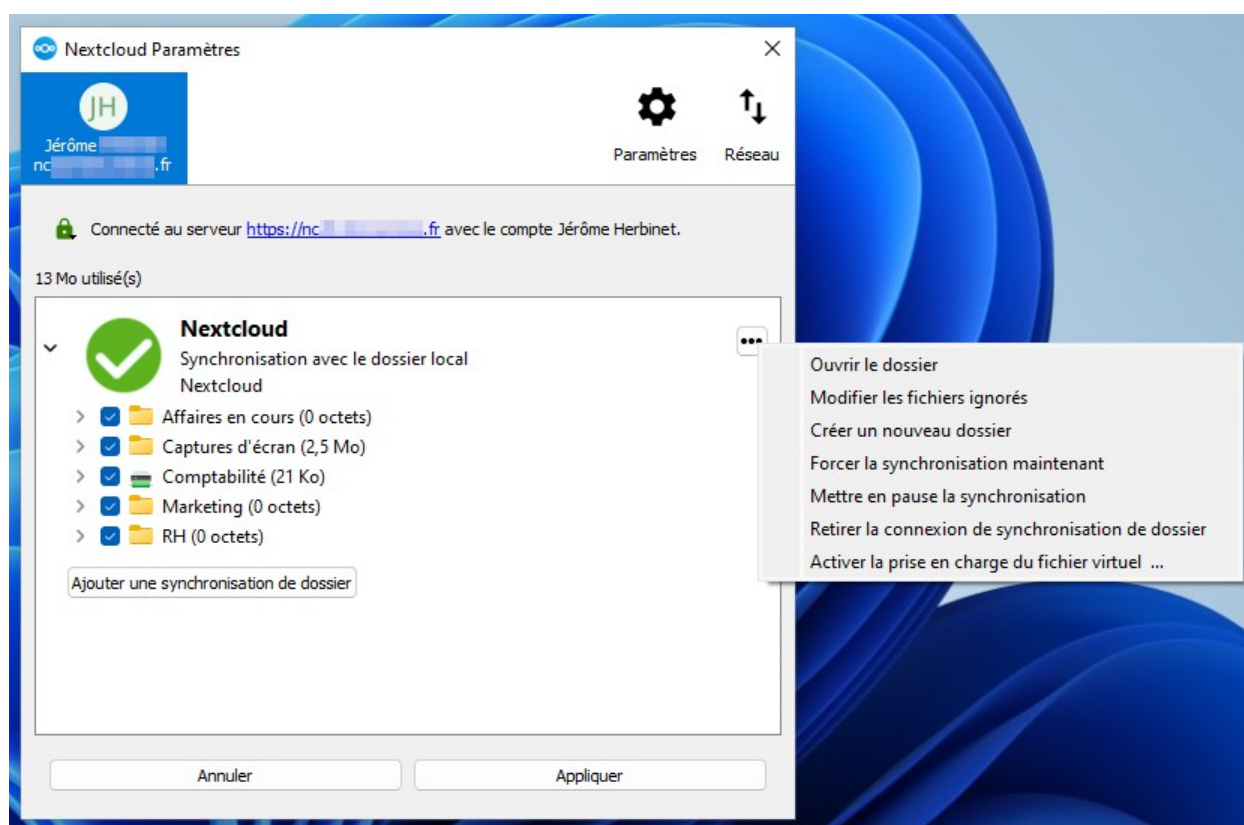 Nextcloud Paramètres
JH
Jérôme
nc .fr
Paramètres
Réseau
Connecté au serveur https://nc .fr avec le compte Jérôme Herbinet.
13 Mo utilisé(s)
Nextcloud
Synchronisation avec le dossier local
Nextcloud
Affaires en cours (0 octets)
Captures d'écran (2,5 Mo)
Comptabilité (21 Ko)
Marketing (0 octets)
RH (0 octets)
Ajouter une synchronisation de dossier
Ouvrir le dossier
Modifier les fichiers ignorés
Créer un nouveau dossier
Forcer la synchronisation maintenant
Mettre en pause la synchronisation
Retirer la connexion de synchronisation de dossier
Activer la prise en charge du fichier virtuel ...
Annuler
Appliquer